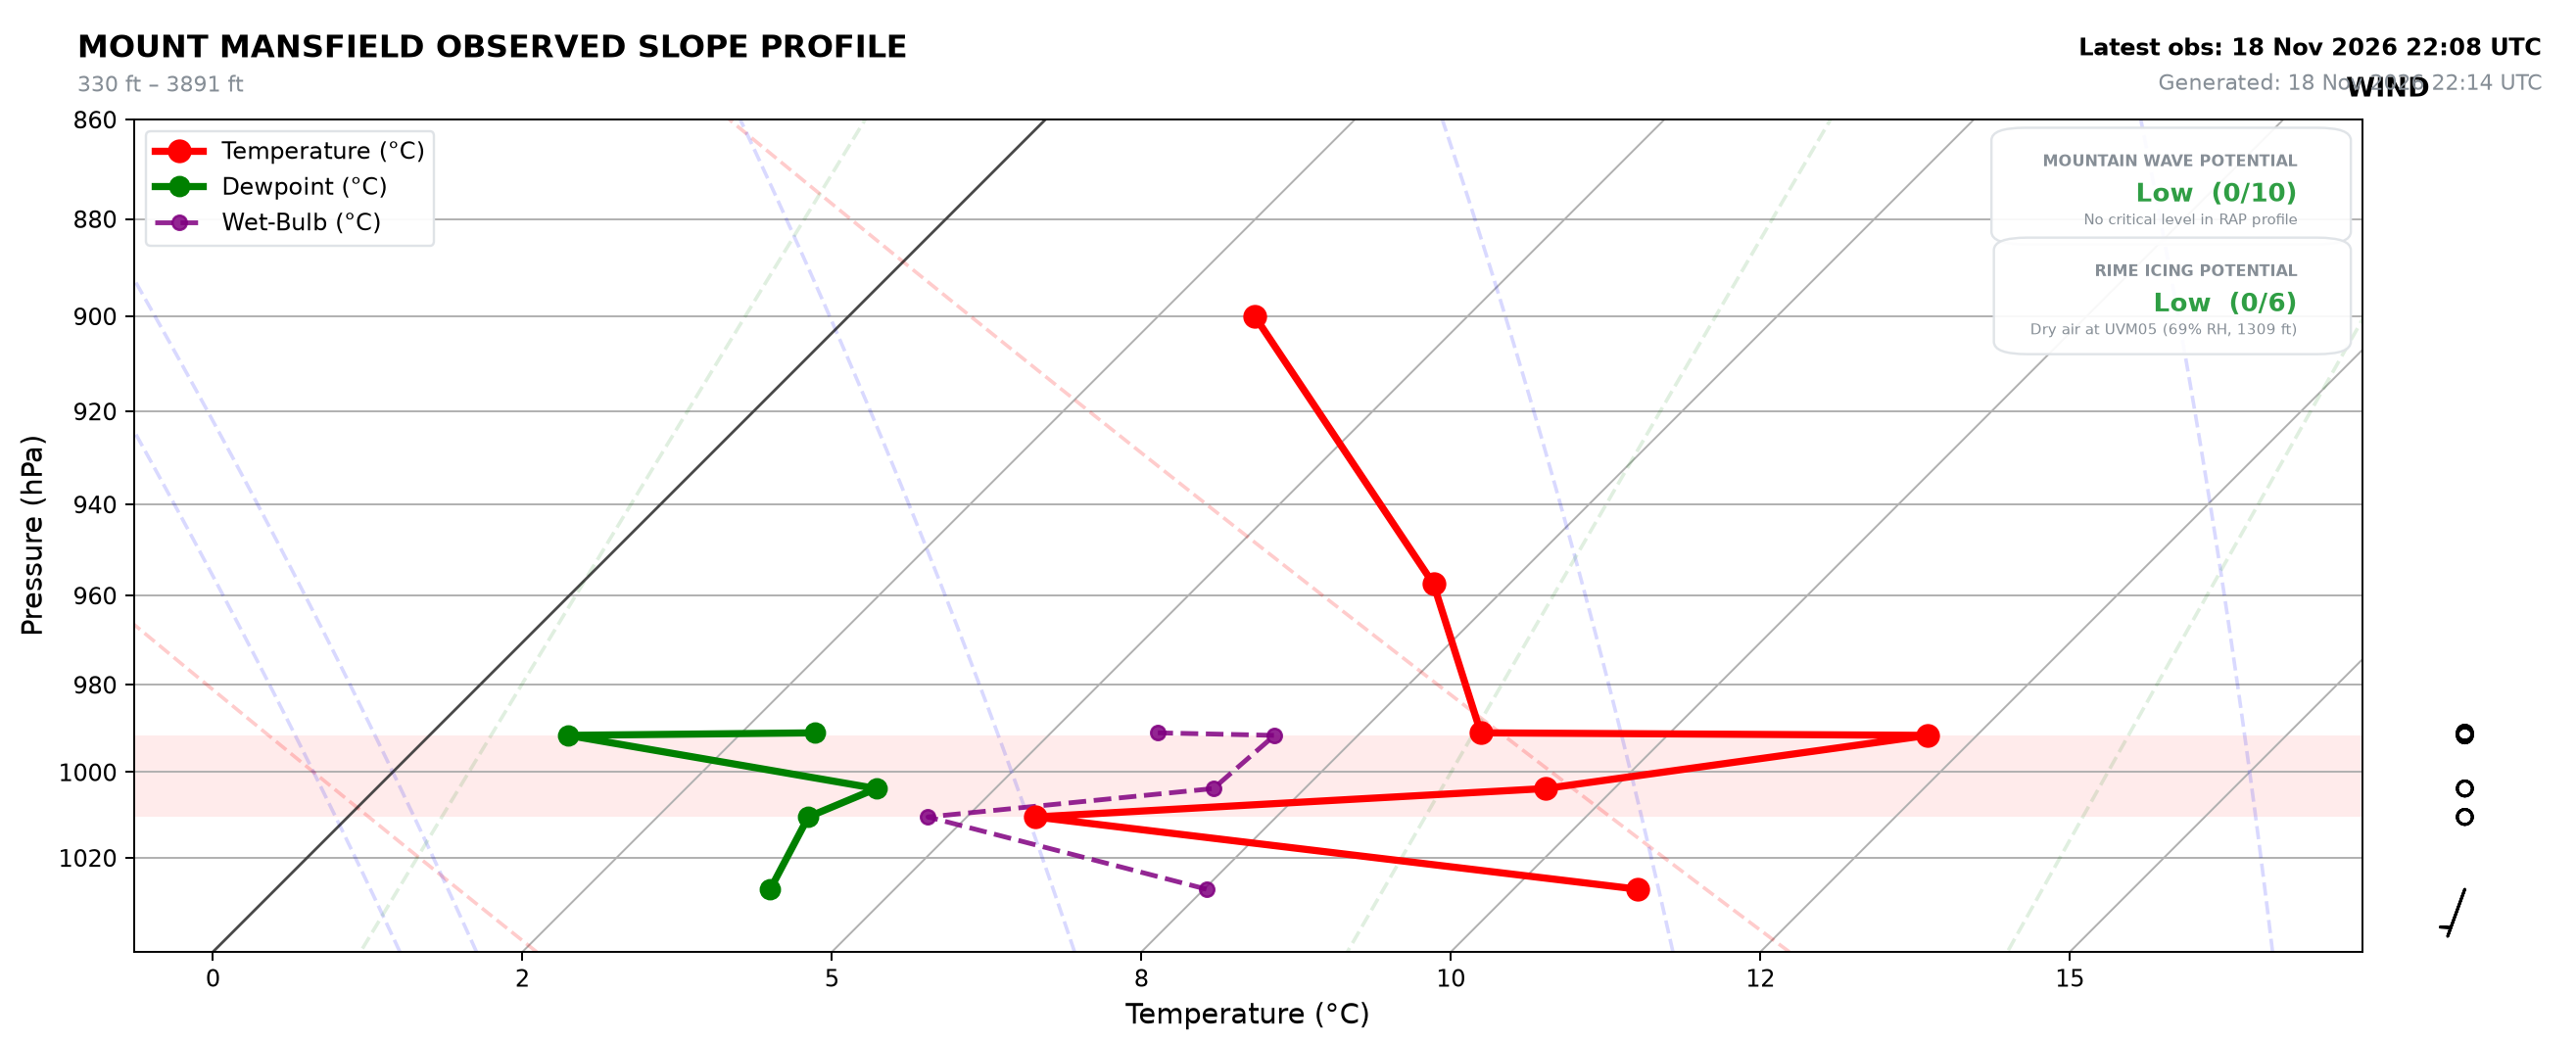 MOUNT MANSFIELD OBSERVED SLOPE PROFILE
330 ft – 3891 ft
Latest obs: 18 Nov 2026 22:08 UTC
Generated: 18 Nov 2026 22:14 UTC
WIND
Temperature (°C)
Dewpoint (°C)
Wet-Bulb (°C)
MOUNTAIN WAVE POTENTIAL
Low (0/10)
No critical level in RAP profile
RIME ICING POTENTIAL
Low (0/6)
Dry air at UVM05 (69% RH, 1309 ft)
Pressure (hPa)
860
880
900
920
940
960
980
1000
1020
0 2 5 8 10 12 15
Temperature (°C)